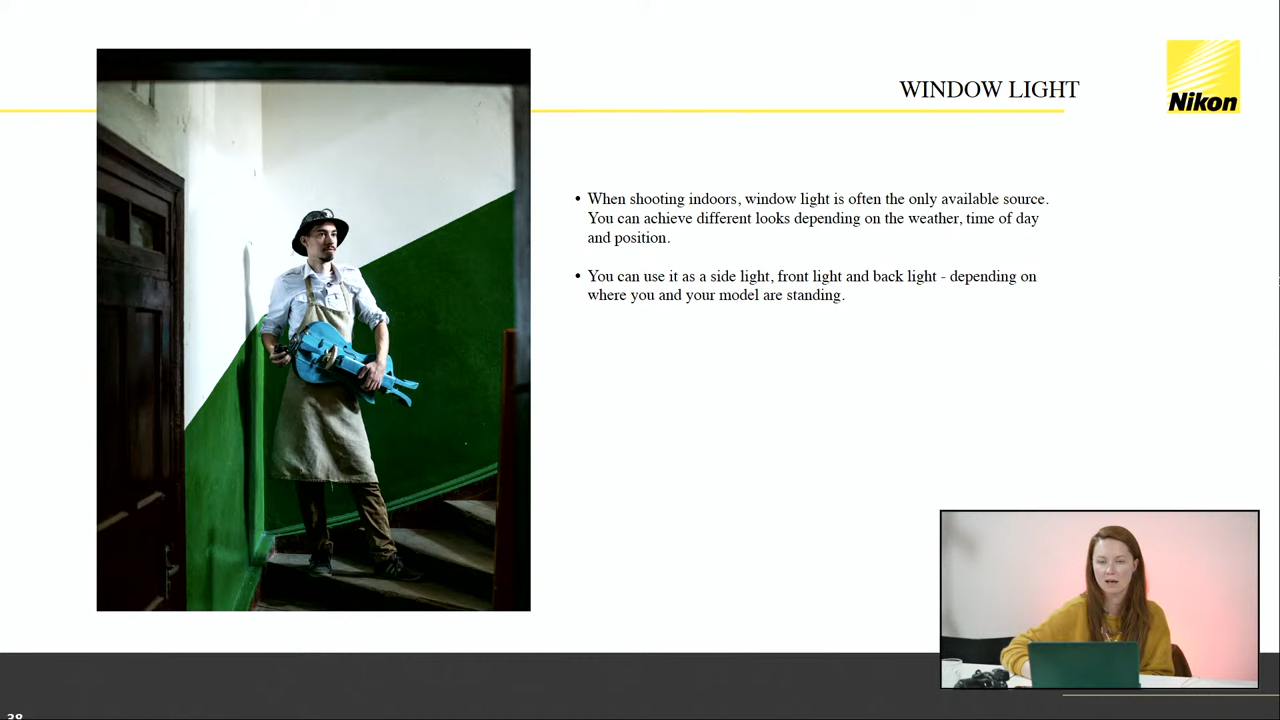 WINDOW LIGHT
Nikon
• When shooting indoors, window light is often the only available source.
You can achieve different looks depending on the weather, time of day
and position.
• You can use it as a side light, front light and back light - depending on
where you and your model are standing.
38